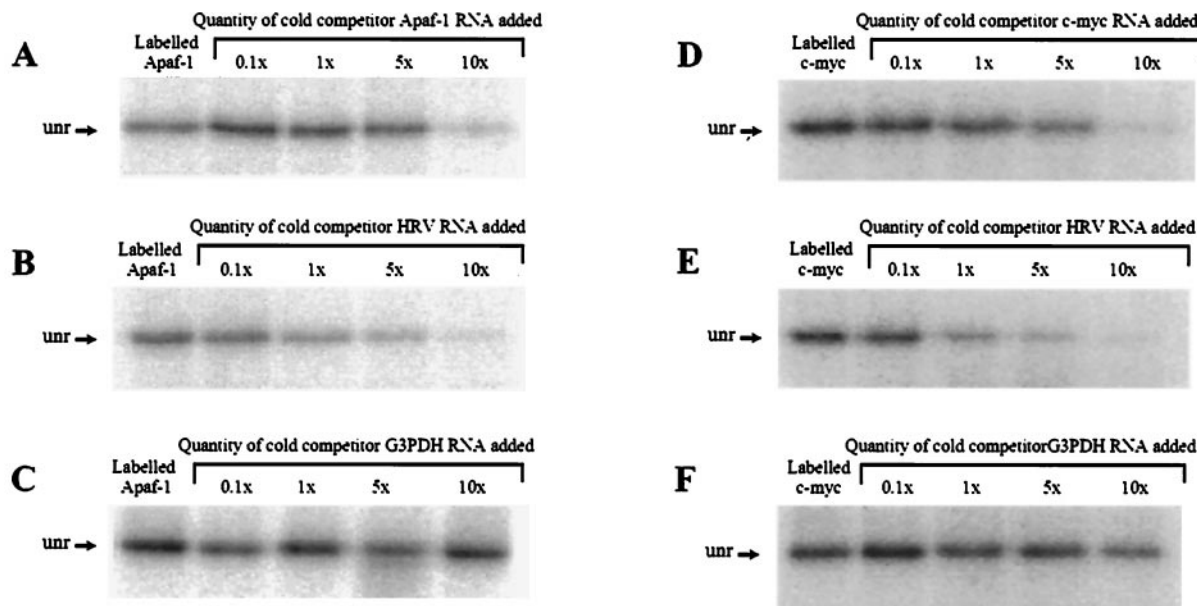 A
Quantity of cold competitor Apaf-1 RNA added
Labelled
Apaf-1
0.1x 1x 5x 10x
unr
B
Quantity of cold competitor HRV RNA added
Labelled
Apaf-1
0.1x 1x 5x 10x
unr
C
Quantity of cold competitor G3PDH RNA added
Labelled
Apaf-1
0.1x 1x 5x 10x
unr
D
Quantity of cold competitor c-myc RNA added
Labelled
c-myc
0.1x 1x 5x 10x
unr
E
Quantity of cold competitor HRV RNA added
Labelled
c-myc
0.1x 1x 5x 10x
unr
F
Quantity of cold competitorG3PDH RNA added
Labelled
c-myc
0.1x 1x 5x 10x
unr